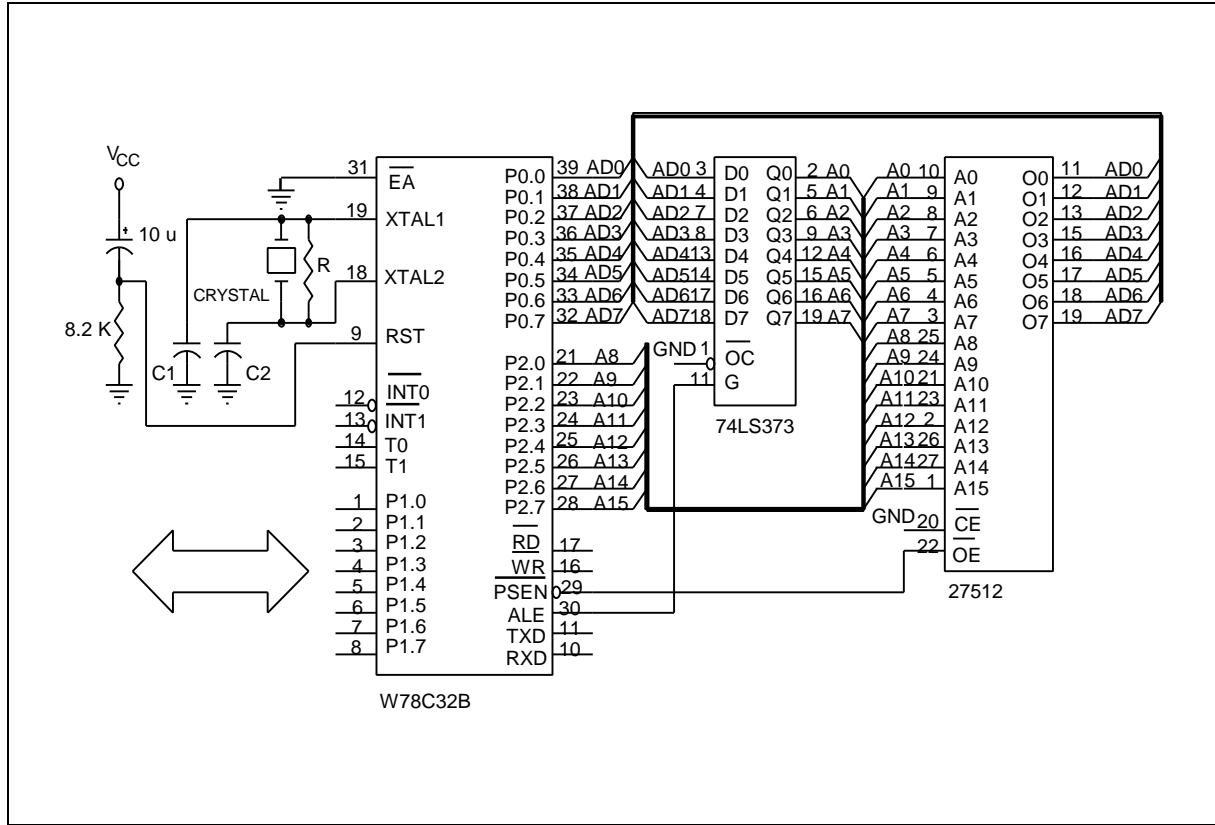 VCC
10 u
8.2 K
C1
C2
CRYSTAL
R
31 EA
19 XTAL1
18 XTAL2
9 RST
12 INT0
13 INT1
14 T0
15 T1
1 P1.0
2 P1.1
3 P1.2
4 P1.3
5 P1.4
6 P1.5
7 P1.6
8 P1.7
P0.0 39 AD0
P0.1 38 AD1
P0.2 37 AD2
P0.3 36 AD3
P0.4 35 AD4
P0.5 34 AD5
P0.6 33 AD6
P0.7 32 AD7
P2.0 21 A8
P2.1 22 A9
P2.2 23 A10
P2.3 24 A11
P2.4 25 A12
P2.5 26 A13
P2.6 27 A14
P2.7 28 A15
RD 17
WR 16
PSEN 29
ALE 30
TXD 11
RXD 10
W78C32B
AD0 3 D0 Q0 2 A0
AD1 4 D1 Q1 5 A1
AD2 7 D2 Q2 6 A2
AD3 8 D3 Q3 9 A3
AD4 13 D4 Q4 12 A4
AD5 14 D5 Q5 15 A5
AD6 17 D6 Q6 16 A6
AD7 18 D7 Q7 19 A7
GND 1 OC
11 G
74LS373
A0 10 A0 O0 11 AD0
A1 9 A1 O1 12 AD1
A2 8 A2 O2 13 AD2
A3 7 A3 O3 15 AD3
A4 6 A4 O4 16 AD4
A5 5 A5 O5 17 AD5
A6 4 A6 O6 18 AD6
A7 3 A7 O7 19 AD7
A8 25 A8
A9 24 A9
A10 21 A10
A11 23 A11
A12 2 A12
A13 26 A13
A14 27 A14
A15 1 A15
GND 20 CE
22 OE
27512